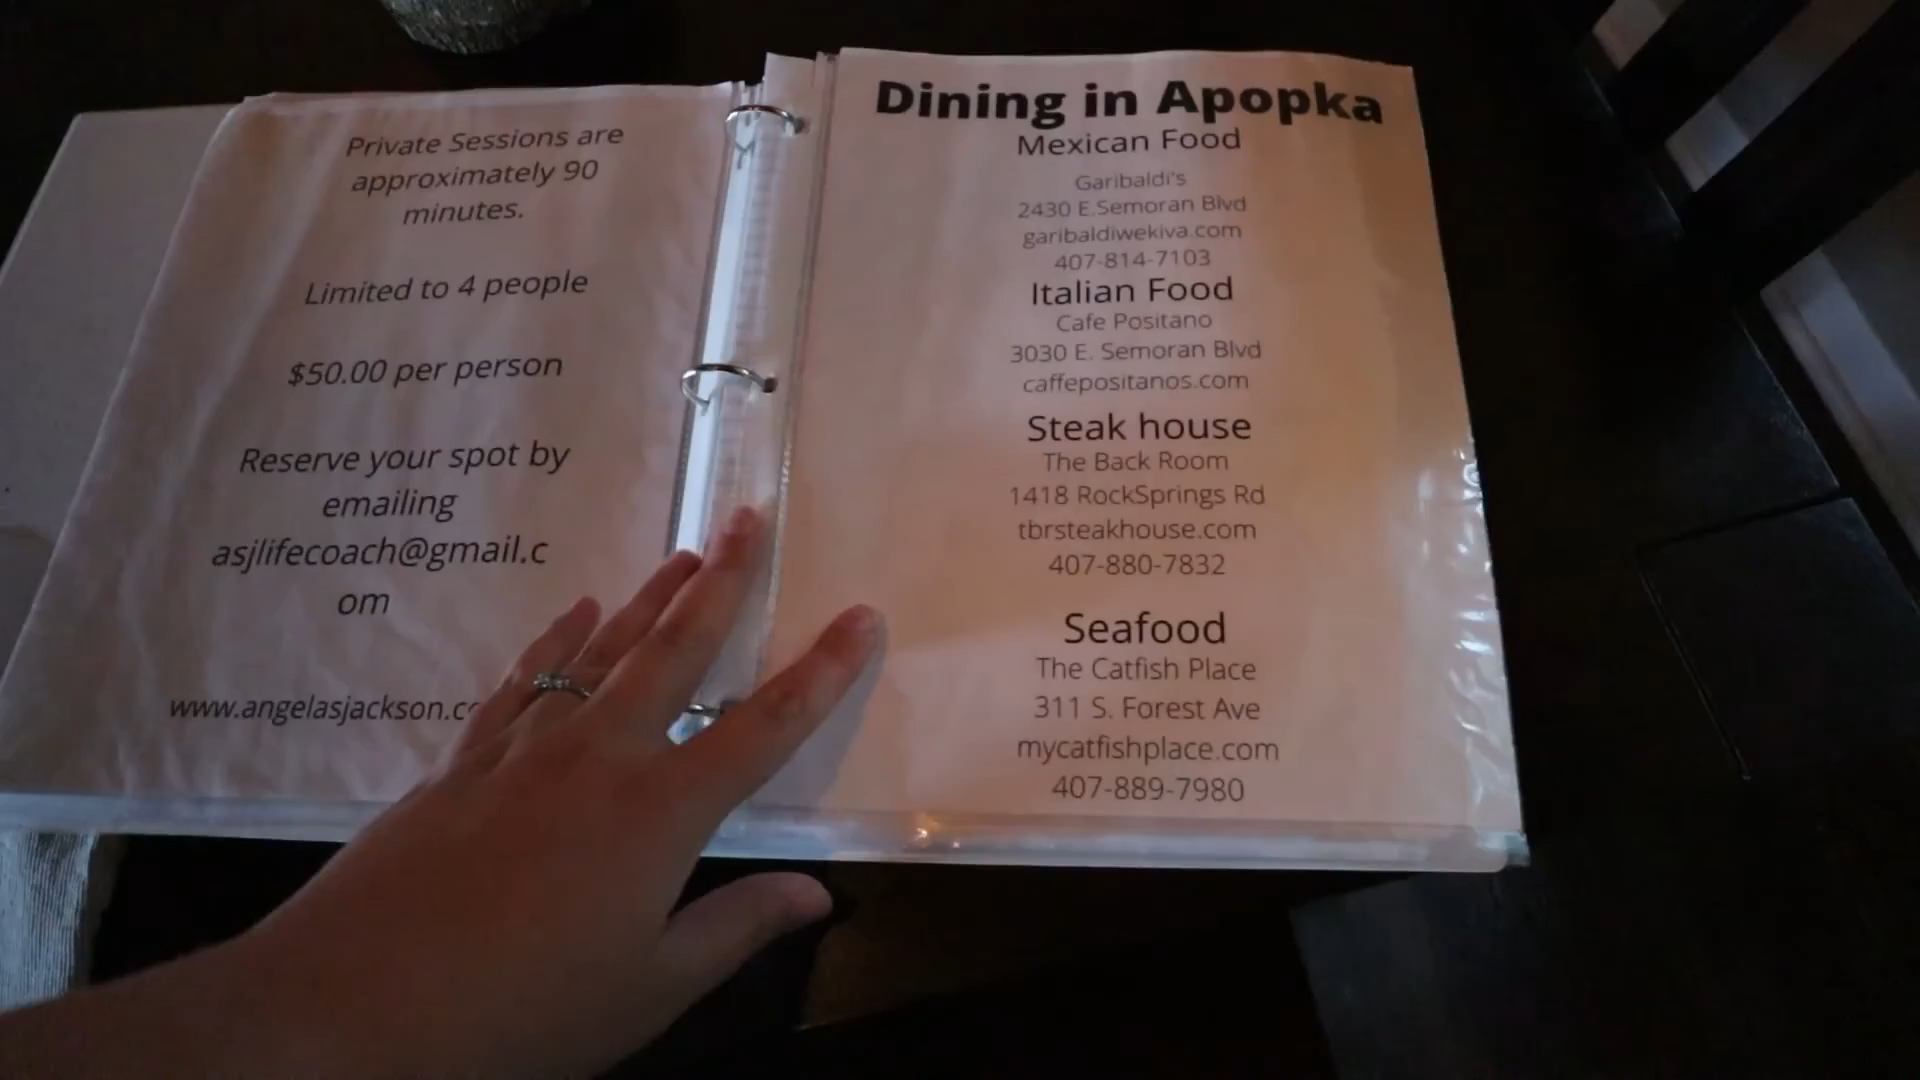 Private Sessions are
approximately 90
minutes.
Limited to 4 people
$50.00 per person
Reserve your spot by
emailing
asjlifecoach@gmail.c
om
www.angelasjackson.c
Dining in Apopka
Mexican Food
Garibaldi's
2430 E.Semoran Blvd
garibaldiwekiva.com
407-814-7103
Italian Food
Cafe Positano
3030 E. Semoran Blvd
caffepositanos.com
Steak house
The Back Room
1418 RockSprings Rd
tbrsteakhouse.com
407-880-7832
Seafood
The Catfish Place
311 S. Forest Ave
mycatfishplace.com
407-889-7980